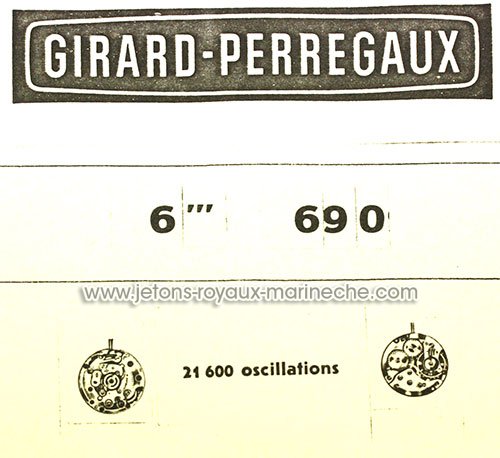 GIRARD-PERREGAUX
6 ''' 690
www.jetons-royaux-marineche.com
21 600 oscillations